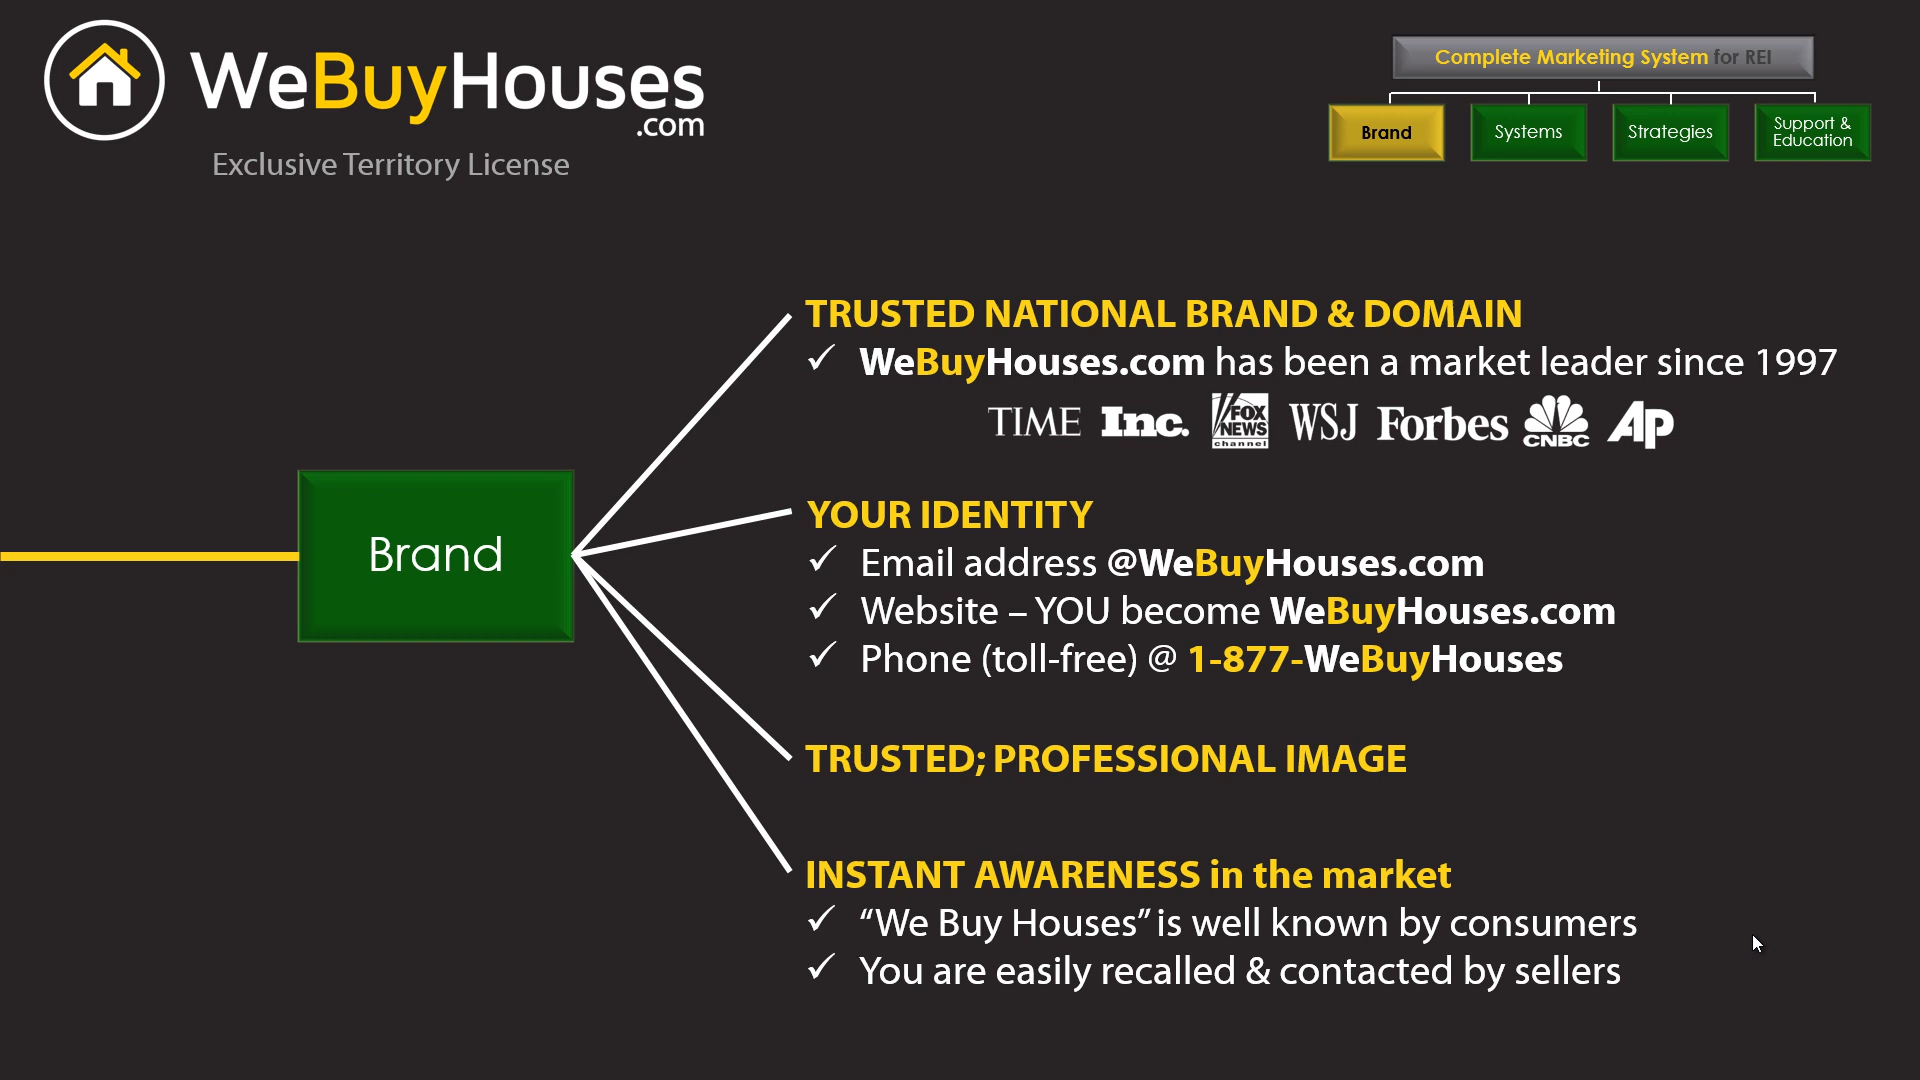 WeBuyHouses
.com
Exclusive Territory License
Complete Marketing System for REI
Brand
Systems
Strategies
Support &
Education
Brand
TRUSTED NATIONAL BRAND & DOMAIN
✓ WeBuyHouses.com has been a market leader since 1997
TIME Inc. FOX NEWS channel WSJ Forbes CNBC AP
YOUR IDENTITY
✓ Email address @WeBuyHouses.com
✓ Website – YOU become WeBuyHouses.com
✓ Phone (toll-free) @ 1-877-WeBuyHouses
TRUSTED; PROFESSIONAL IMAGE
INSTANT AWARENESS in the market
✓ “We Buy Houses” is well known by consumers
✓ You are easily recalled & contacted by sellers